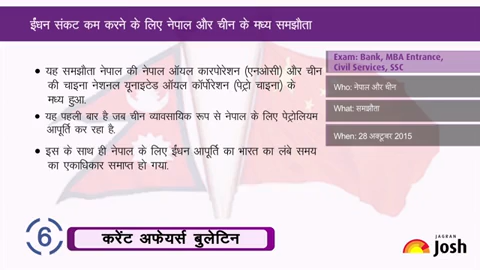 ईंधन संकट कम करने के लिए नेपाल और चीन के मध्य समझौता
Exam: Bank, MBA Entrance,
Civil Services, SSC
Who: नेपाल और चीन
What: समझौता
When: 28 अक्टूबर 2015
• यह समझौता नेपाल की नेपाल ऑयल कारपोरेशन (एनओसी) और चीन
की चाइना नेशनल यूनाइटेड ऑयल कॉर्पोरेशन (पेट्रो चाइना) के
मध्य हुआ.
• यह पहली बार है जब चीन व्यावसायिक रूप से नेपाल के लिए पेट्रोलियम
आपूर्ति कर रहा है.
• इस के साथ ही नेपाल के लिए ईंधन आपूर्ति का भारत का लंबे समय
का एकाधिकार समाप्त हो गया.
6
करेंट अफेयर्स बुलेटिन
JAGRAN
Josh